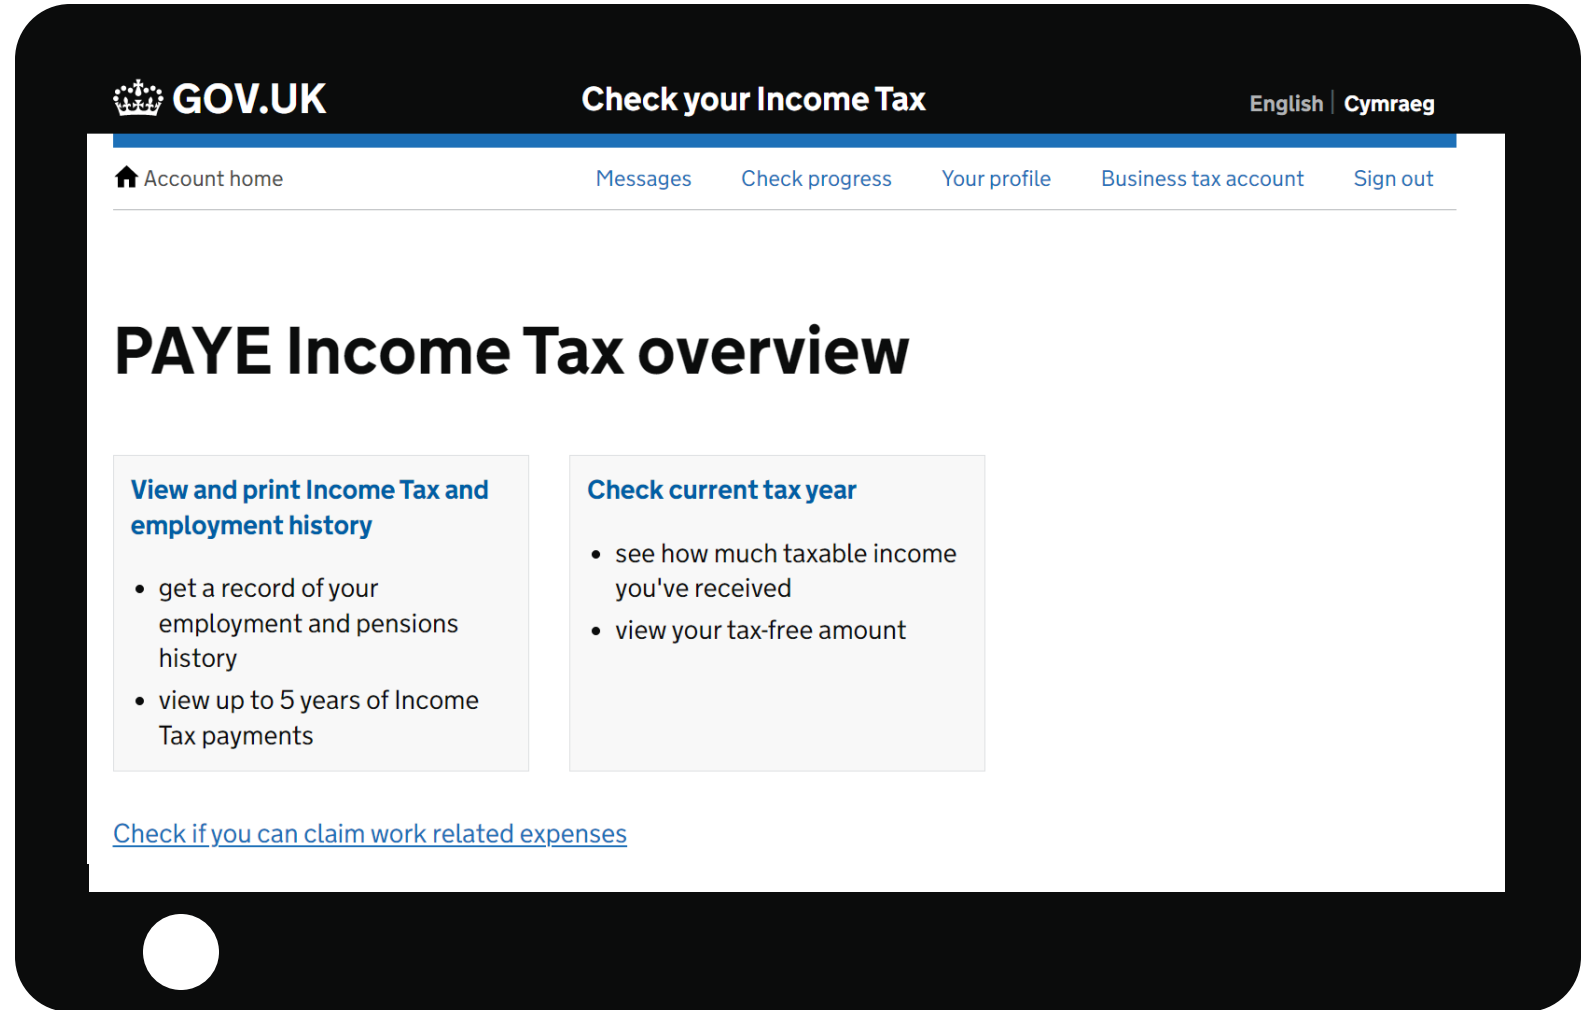 GOV.UK
Check your Income Tax
English | Cymraeg
Account home
Messages
Check progress
Your profile
Business tax account
Sign out
PAYE Income Tax overview
View and print Income Tax and
employment history
• get a record of your
employment and pensions
history
• view up to 5 years of Income
Tax payments
Check current tax year
• see how much taxable income
you've received
• view your tax-free amount
Check if you can claim work related expenses